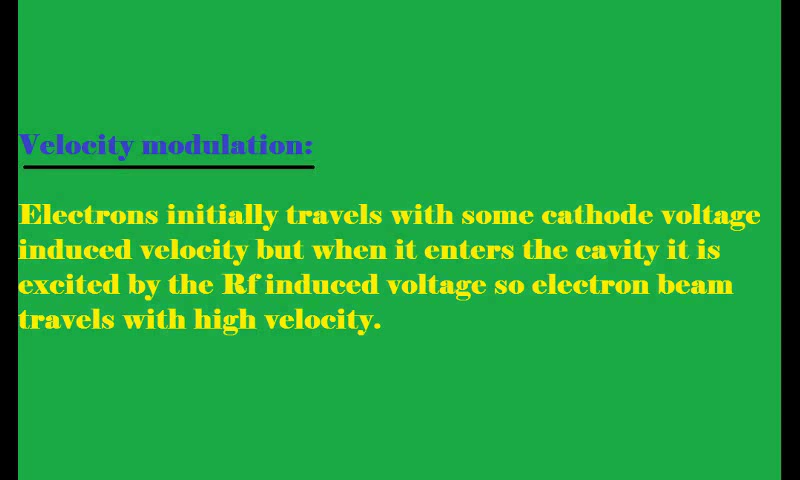 Velocity modulation:
Electrons initially travels with some cathode voltage
induced velocity but when it enters the cavity it is
excited by the Rf induced voltage so electron beam
travels with high velocity.